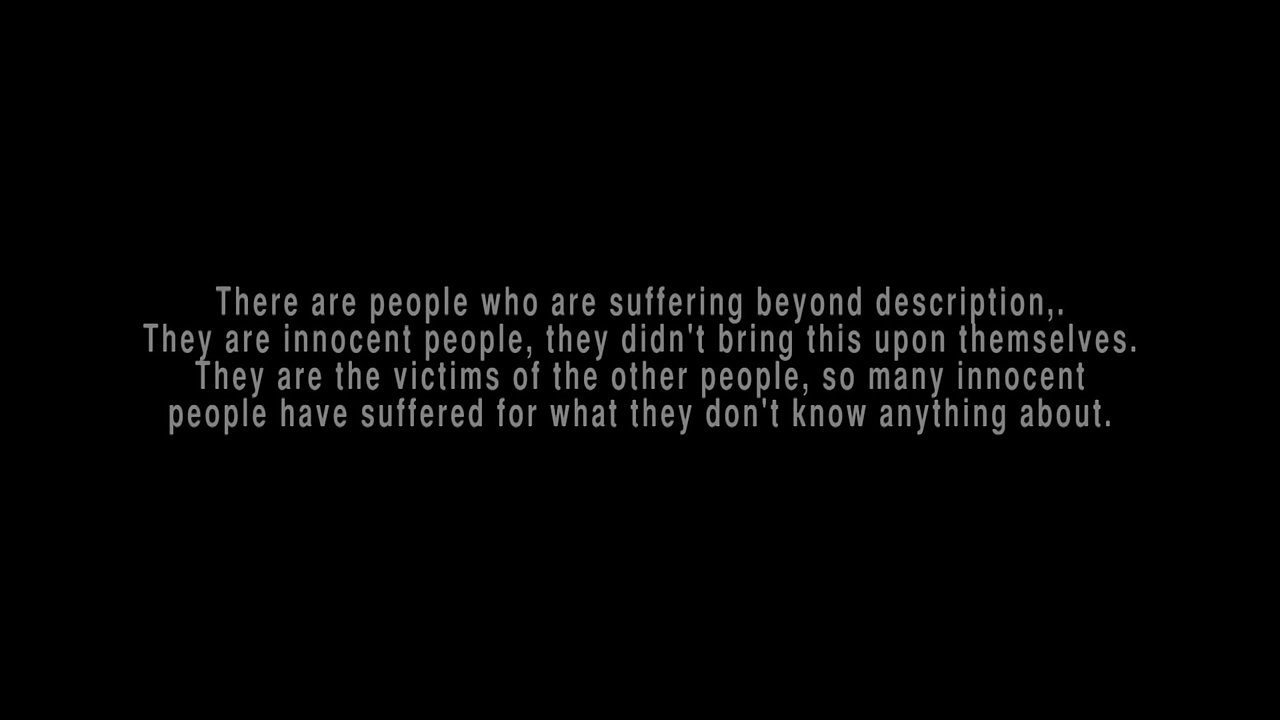 There are people who are suffering beyond description,.
They are innocent people, they didn't bring this upon themselves.
They are the victims of the other people, so many innocent
people have suffered for what they don't know anything about.